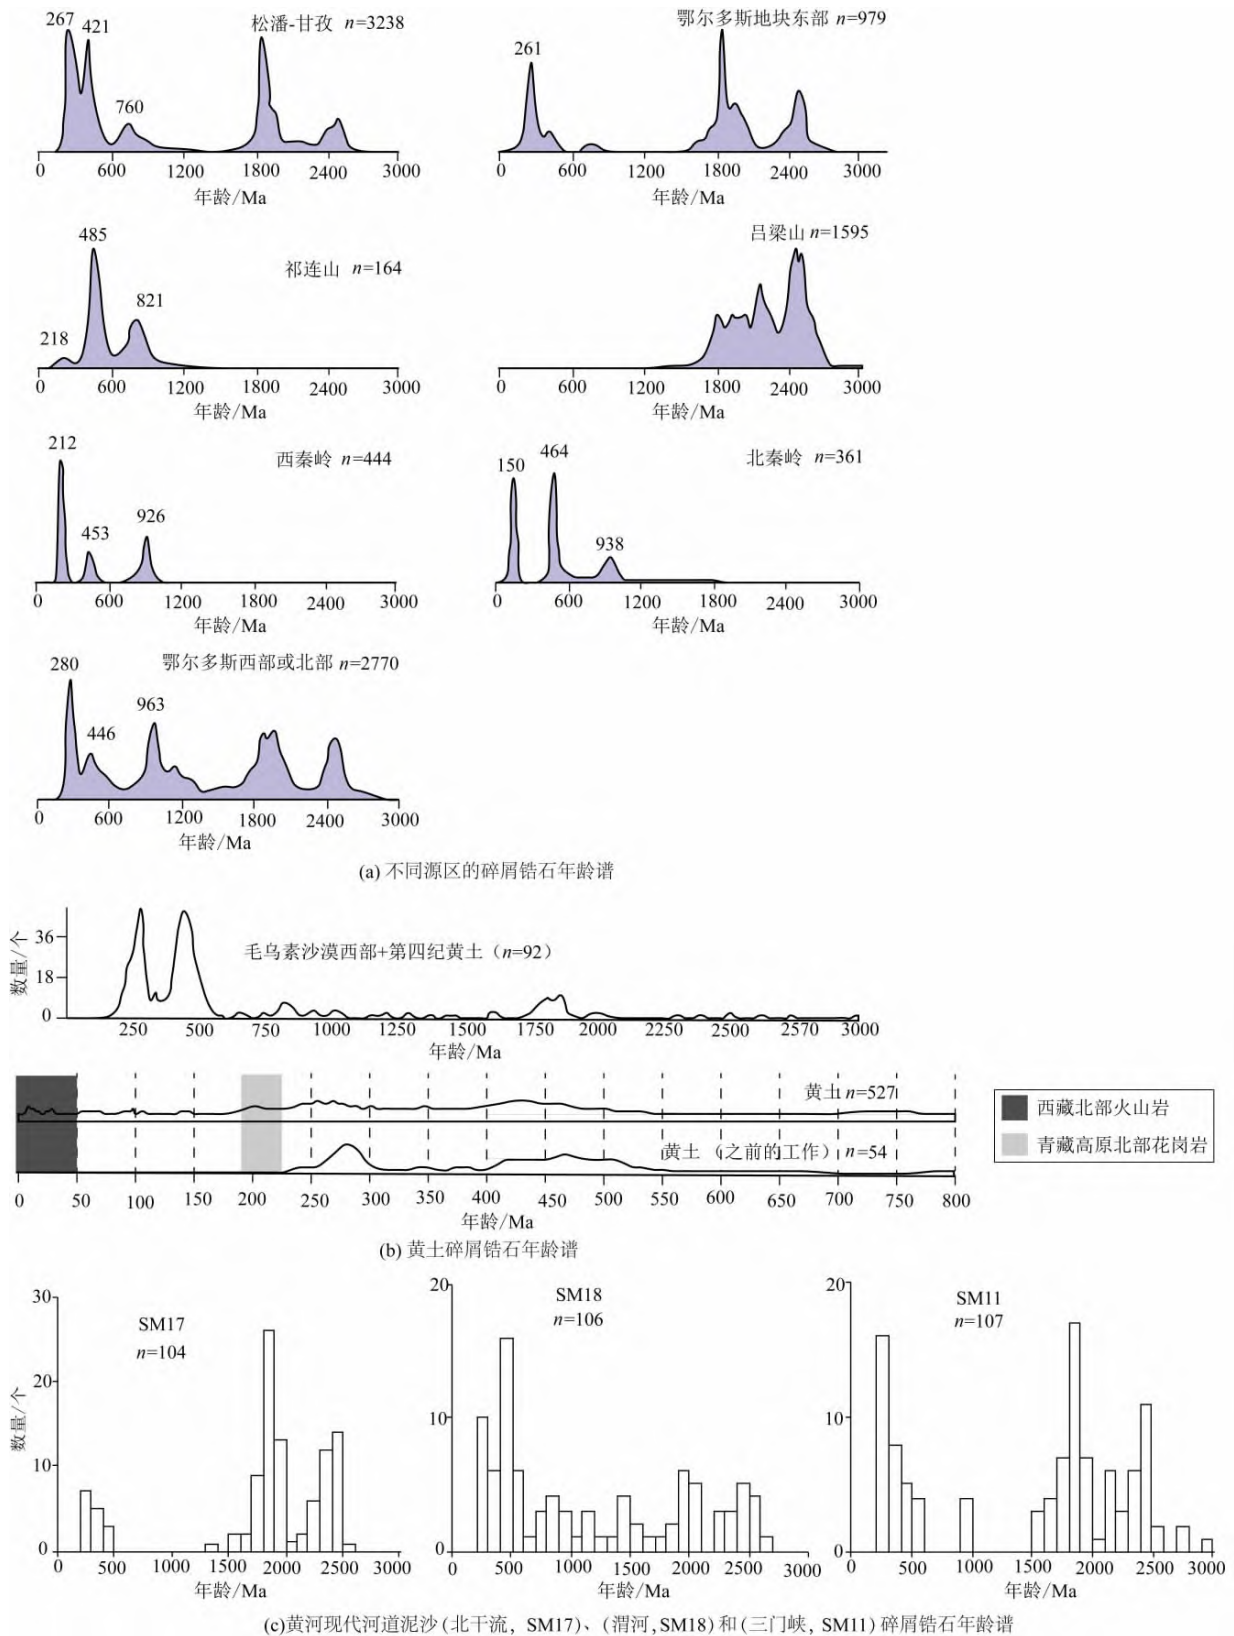 松潘-甘孜 n=3238
267
421
760
0 600 1200 1800 2400 3000
年龄/Ma
鄂尔多斯地块东部 n=979
261
0 600 1200 1800 2400 3000
年龄/Ma
祁连山 n=164
485
821
218
0 600 1200 1800 2400 3000
年龄/Ma
吕梁山 n=1595
0 600 1200 1800 2400 3000
年龄/Ma
西秦岭 n=444
212
453
926
0 600 1200 1800 2400 3000
年龄/Ma
北秦岭 n=361
150
464
938
0 600 1200 1800 2400 3000
年龄/Ma
鄂尔多斯西部或北部 n=2770
280
446
963
0 600 1200 1800 2400 3000
年龄/Ma
(a) 不同源区的碎屑锆石年龄谱
毛乌素沙漠西部+第四纪黄土（n=92）
数量/个
36
18
0
250 500 750 1000 1250 1500 1750 2000 2250 2500 2570 3000
年龄/Ma
黄土 n=527
黄土（之前的工作）n=54
0 50 100 150 200 250 300 350 400 450 500 550 600 650 700 750 800
年龄/Ma
西藏北部火山岩
青藏高原北部花岗岩
(b) 黄土碎屑锆石年龄谱
SM17
n=104
数量/个
30
20
10
0
0 500 1000 1500 2000 2500 3000
年龄/Ma
SM18
n=106
20
10
0
0 500 1000 1500 2000 2500 3000
年龄/Ma
SM11
n=107
20
10
0
0 500 1000 1500 2000 2500 3000
年龄/Ma
(c)黄河现代河道泥沙(北干流, SM17)、(渭河,SM18)和(三门峡, SM11) 碎屑锆石年龄谱